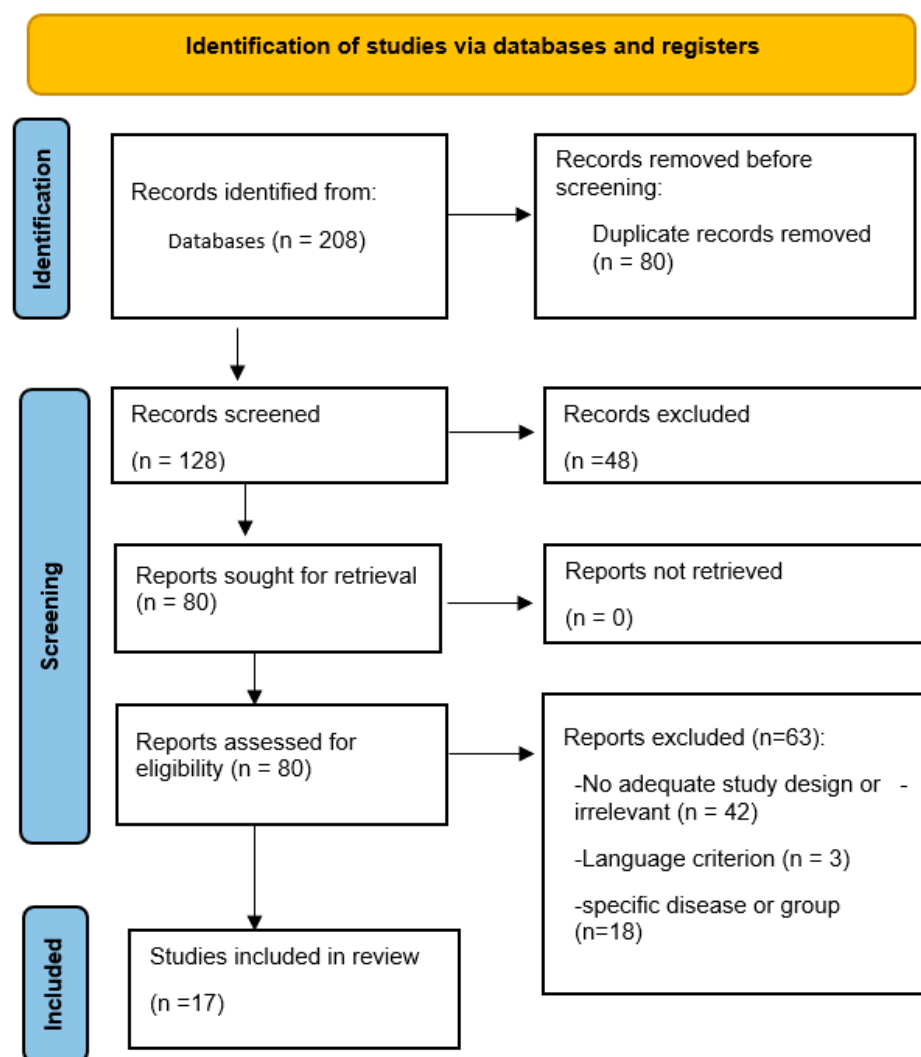 Identification of studies via databases and registers
Identification
Records identified from:
Databases (n = 208)
Records removed before
screening:
Duplicate records removed
(n = 80)
Screening
Records screened
(n = 128)
Records excluded
(n =48)
Reports sought for retrieval
(n = 80)
Reports not retrieved
(n = 0)
Reports assessed for
eligibility (n = 80)
Reports excluded (n=63):
-No adequate study design or -
irrelevant (n = 42)
-Language criterion (n = 3)
-specific disease or group
(n=18)
Included
Studies included in review
(n =17)